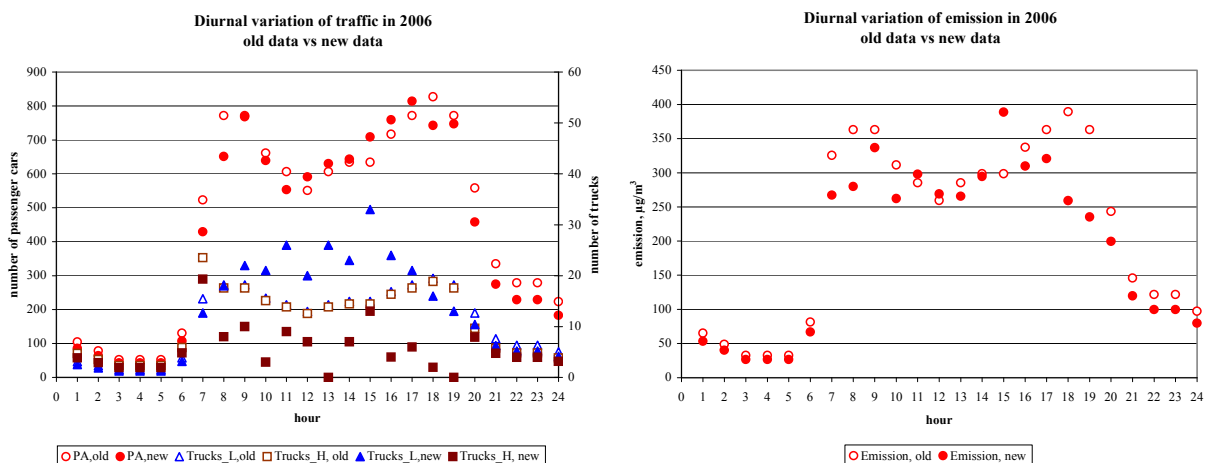 Diurnal variation of traffic in 2006
old data vs new data
900
800
700
600
500
400
300
200
100
0
60
50
40
30
20
10
0
number of passenger cars
number of trucks
0 1 2 3 4 5 6 7 8 9 10 11 12 13 14 15 16 17 18 19 20 21 22 23 24
hour
PA,old PA,new Trucks_L,old Trucks_H, old Trucks_L,new Trucks_H, new
Diurnal variation of emission in 2006
old data vs new data
450
400
350
300
250
200
150
100
50
0
emission, µg/m³
0 1 2 3 4 5 6 7 8 9 10 11 12 13 14 15 16 17 18 19 20 21 22 23 24
hour
Emission, old Emission, new